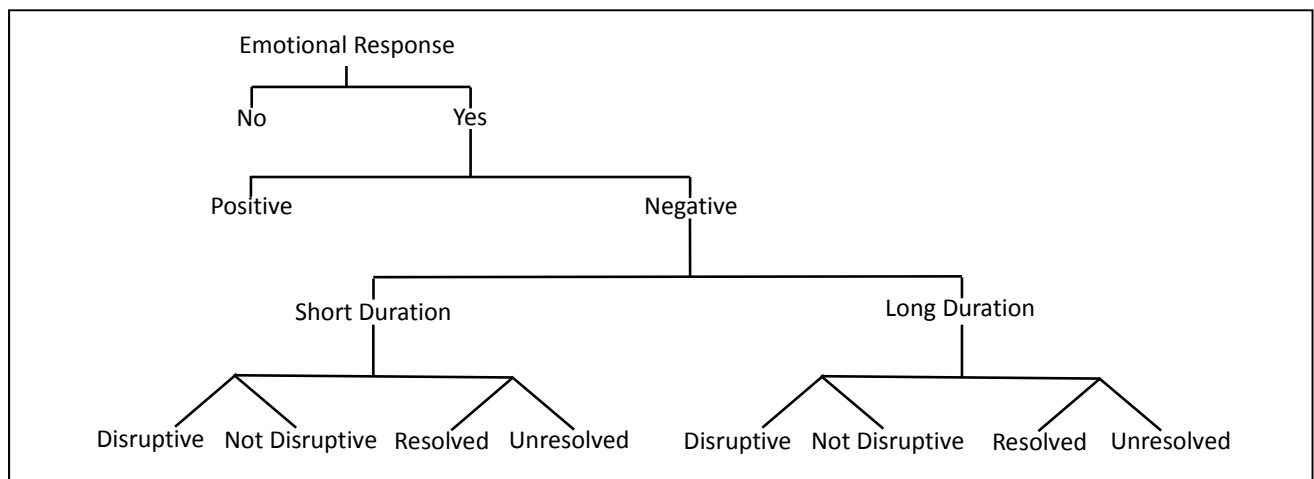 Emotional Response
No Yes
Positive Negative
Short Duration Long Duration
Disruptive Not Disruptive Resolved Unresolved Disruptive Not Disruptive Resolved Unresolved